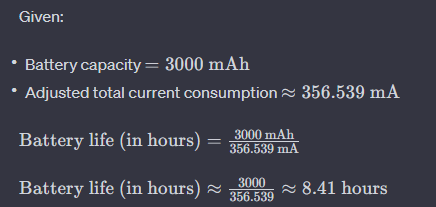 Given:
• Battery capacity = 3000 mAh
• Adjusted total current consumption ≈ 356.539 mA
Battery life (in hours) = 3000 mAh / 356.539 mA
Battery life (in hours) ≈ 3000 / 356.539 ≈ 8.41 hours